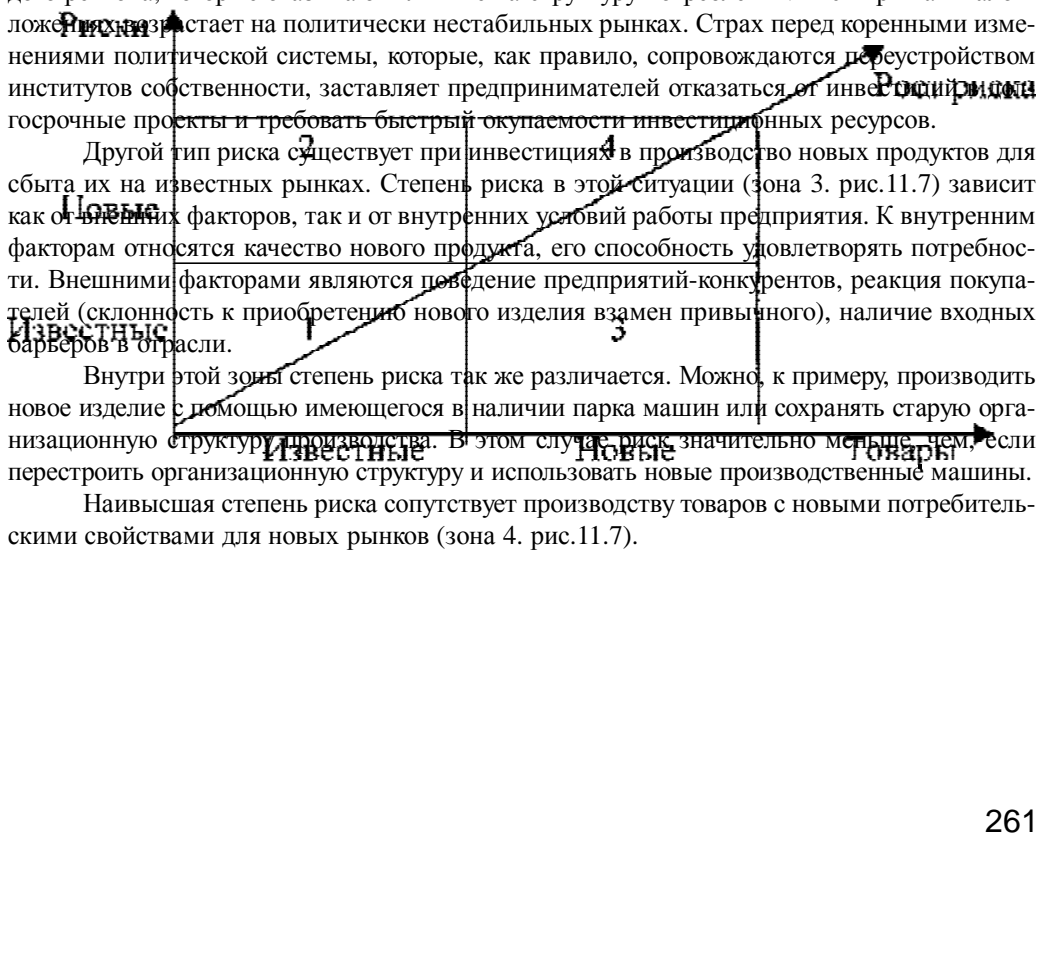 ложениях возрастает на политически нестабильных рынках. Страх перед коренными изме-
нениями политической системы, которые, как правило, сопровождаются переустройством
институтов собственности, заставляет предпринимателей отказаться от инвестиций в дол-
госрочные проекты и требовать быстрый окупаемости инвестиционных ресурсов.
Другой тип риска существует при инвестициях в производство новых продуктов для
сбыта их на известных рынках. Степень риска в этой ситуации (зона 3. рис.11.7) зависит
как от внешних факторов, так и от внутренних условий работы предприятия. К внутренним
факторам относятся качество нового продукта, его способность удовлетворять потребнос-
ти. Внешними факторами являются поведение предприятий-конкурентов, реакция покупа-
телей (склонность к приобретению нового изделия взамен привычного), наличие входных
барьеров в отрасли.
Внутри этой зоны степень риска так же различается. Можно, к примеру, производить
новое изделие с помощью имеющегося в наличии парка машин или сохранять старую орга-
низационную структуру производства. В этом случае риск значительно меньше, чем, если
перестроить организационную структуру и использовать новые производственные машины.
Наивысшая степень риска сопутствует производству товаров с новыми потребитель-
скими свойствами для новых рынков (зона 4. рис.11.7).
Риски
Рост риска
2
4
Новые
Известные
1
3
Известные
Новые
Товары
261